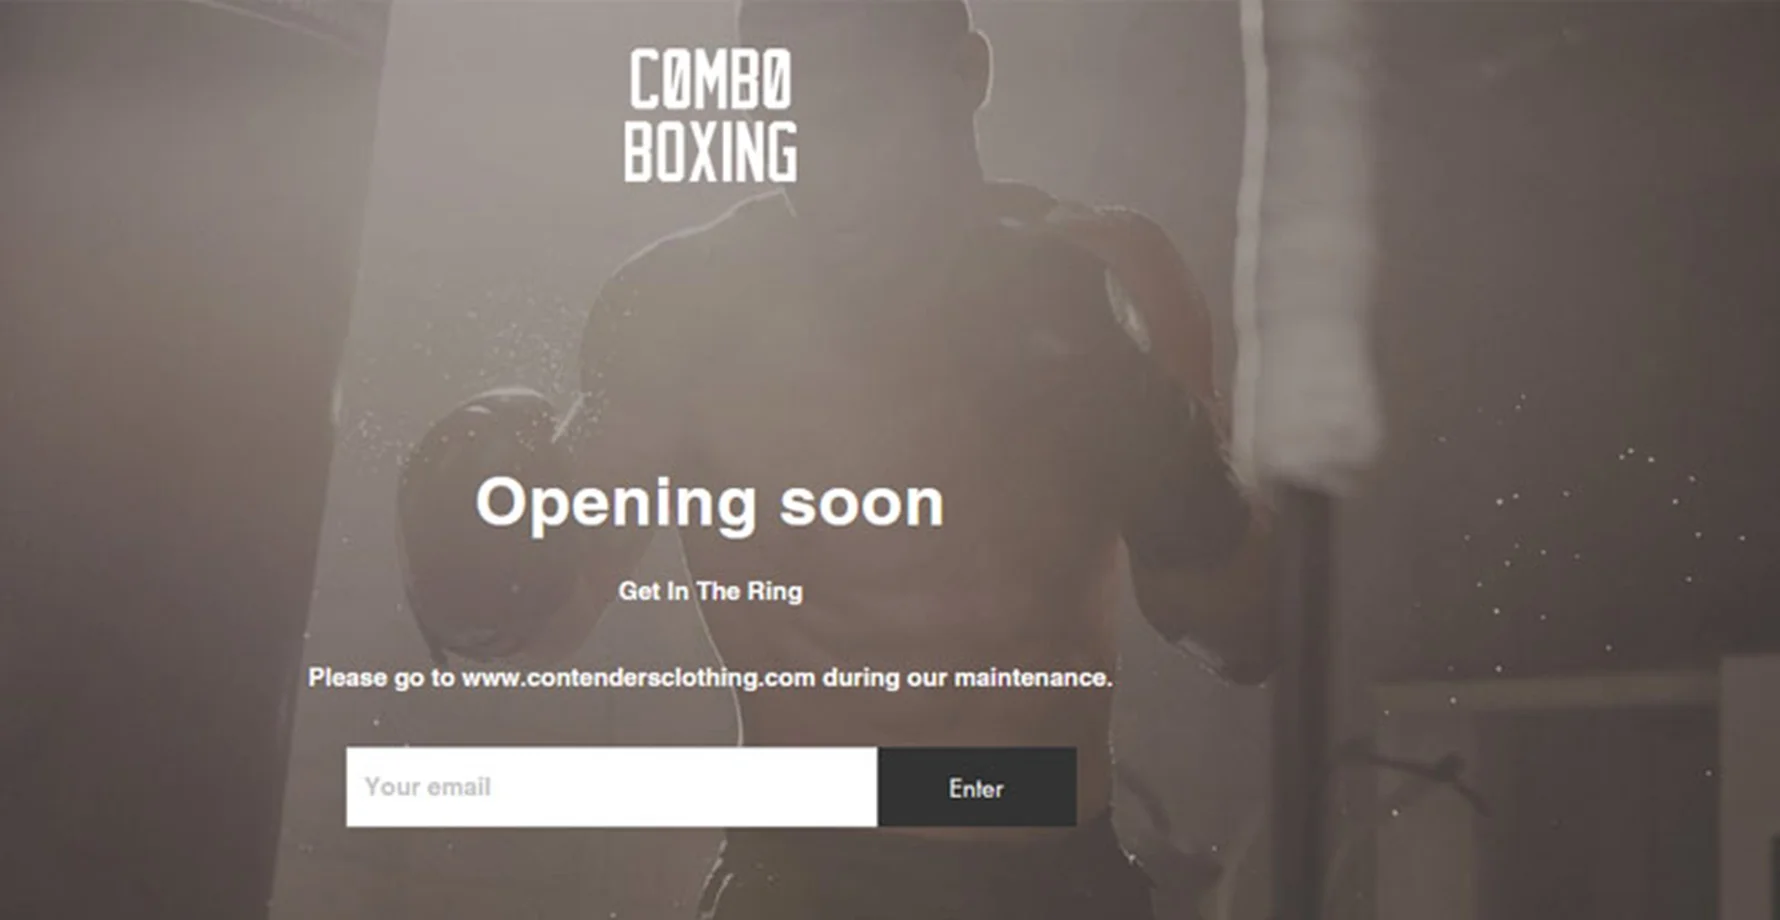 COMBO
BOXING
Opening soon
Get In The Ring
Please go to www.contendersclothing.com during our maintenance.
Your email
Enter